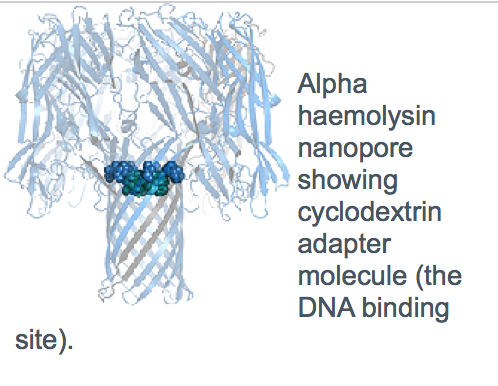 Alpha
haemolysin
nanopore
showing
cyclodextrin
adapter
molecule (the
DNA binding
site).